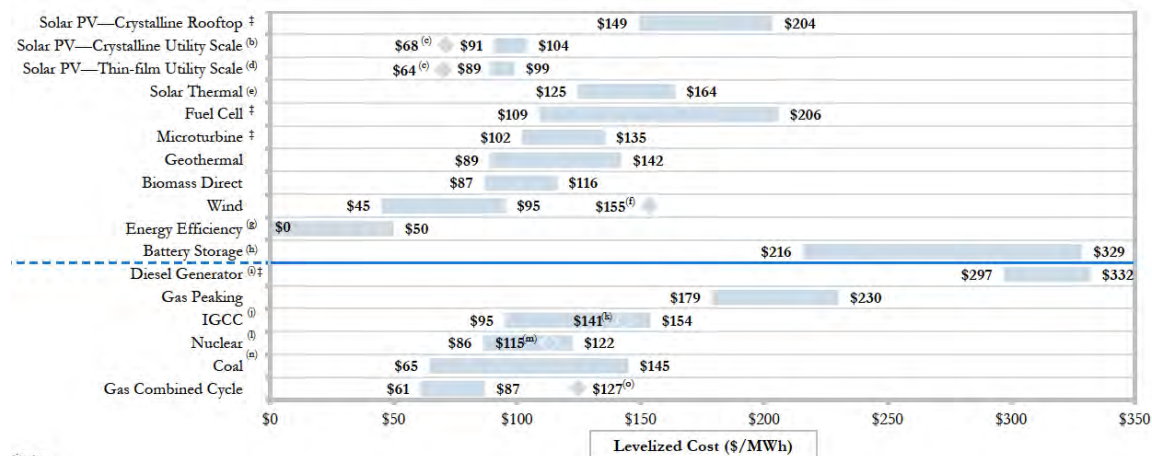 Solar PV—Crystalline Rooftop ‡ $149 $204
Solar PV—Crystalline Utility Scale (b) $68 (c) $91 $104
Solar PV—Thin-film Utility Scale (d) $64 (c) $89 $99
Solar Thermal (e) $125 $164
Fuel Cell ‡ $109 $206
Microturbine ‡ $102 $135
Geothermal $89 $142
Biomass Direct $87 $116
Wind $45 $95 $155(f)
Energy Efficiency (g) $0 $50
Battery Storage (h) $216 $329
Diesel Generator (i)‡ $297 $332
Gas Peaking $179 $230
IGCC (j) $95 $141(k) $154
Nuclear (l) $86 $115(m) $122
Coal (n) $65 $145
Gas Combined Cycle $61 $87 $127(o)
$0 $50 $100 $150 $200 $250 $300 $350
Levelized Cost ($/MWh)